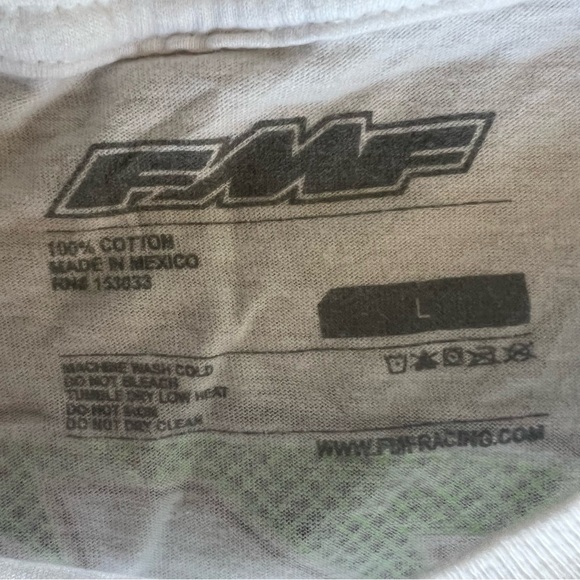 FMF
100% COTTON
MADE IN MEXICO
RN# 153033
L
MACHINE WASH COLD
DO NOT BLEACH
TUMBLE DRY LOW HEAT
DO NOT IRON
DO NOT DRY CLEAN
WWW.FMFRACING.COM